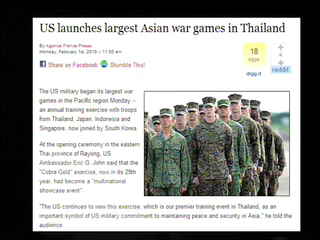 US launches largest Asian war games in Thailand
By Agence France-Presse
Monday, February 1st, 2010 -- 11:00 am
Share on Facebook Stumble This!
18
diggs
digg it
4
reddit
The US military began its largest war
games in the Pacific region Monday --
an annual training exercise with troops
from Thailand, Japan, Indonesia and
Singapore, now joined by South Korea.
At the opening ceremony in the eastern
Thai province of Rayong, US
Ambassador Eric G. John said that the
"Cobra Gold" exercise, now in its 29th
year, had become a "multinational
showcase event".
"The US continues to view this exercise, which is our premier training event in Thailand, as an
important symbol of US military commitment to maintaining peace and security in Asia," he told the
audience